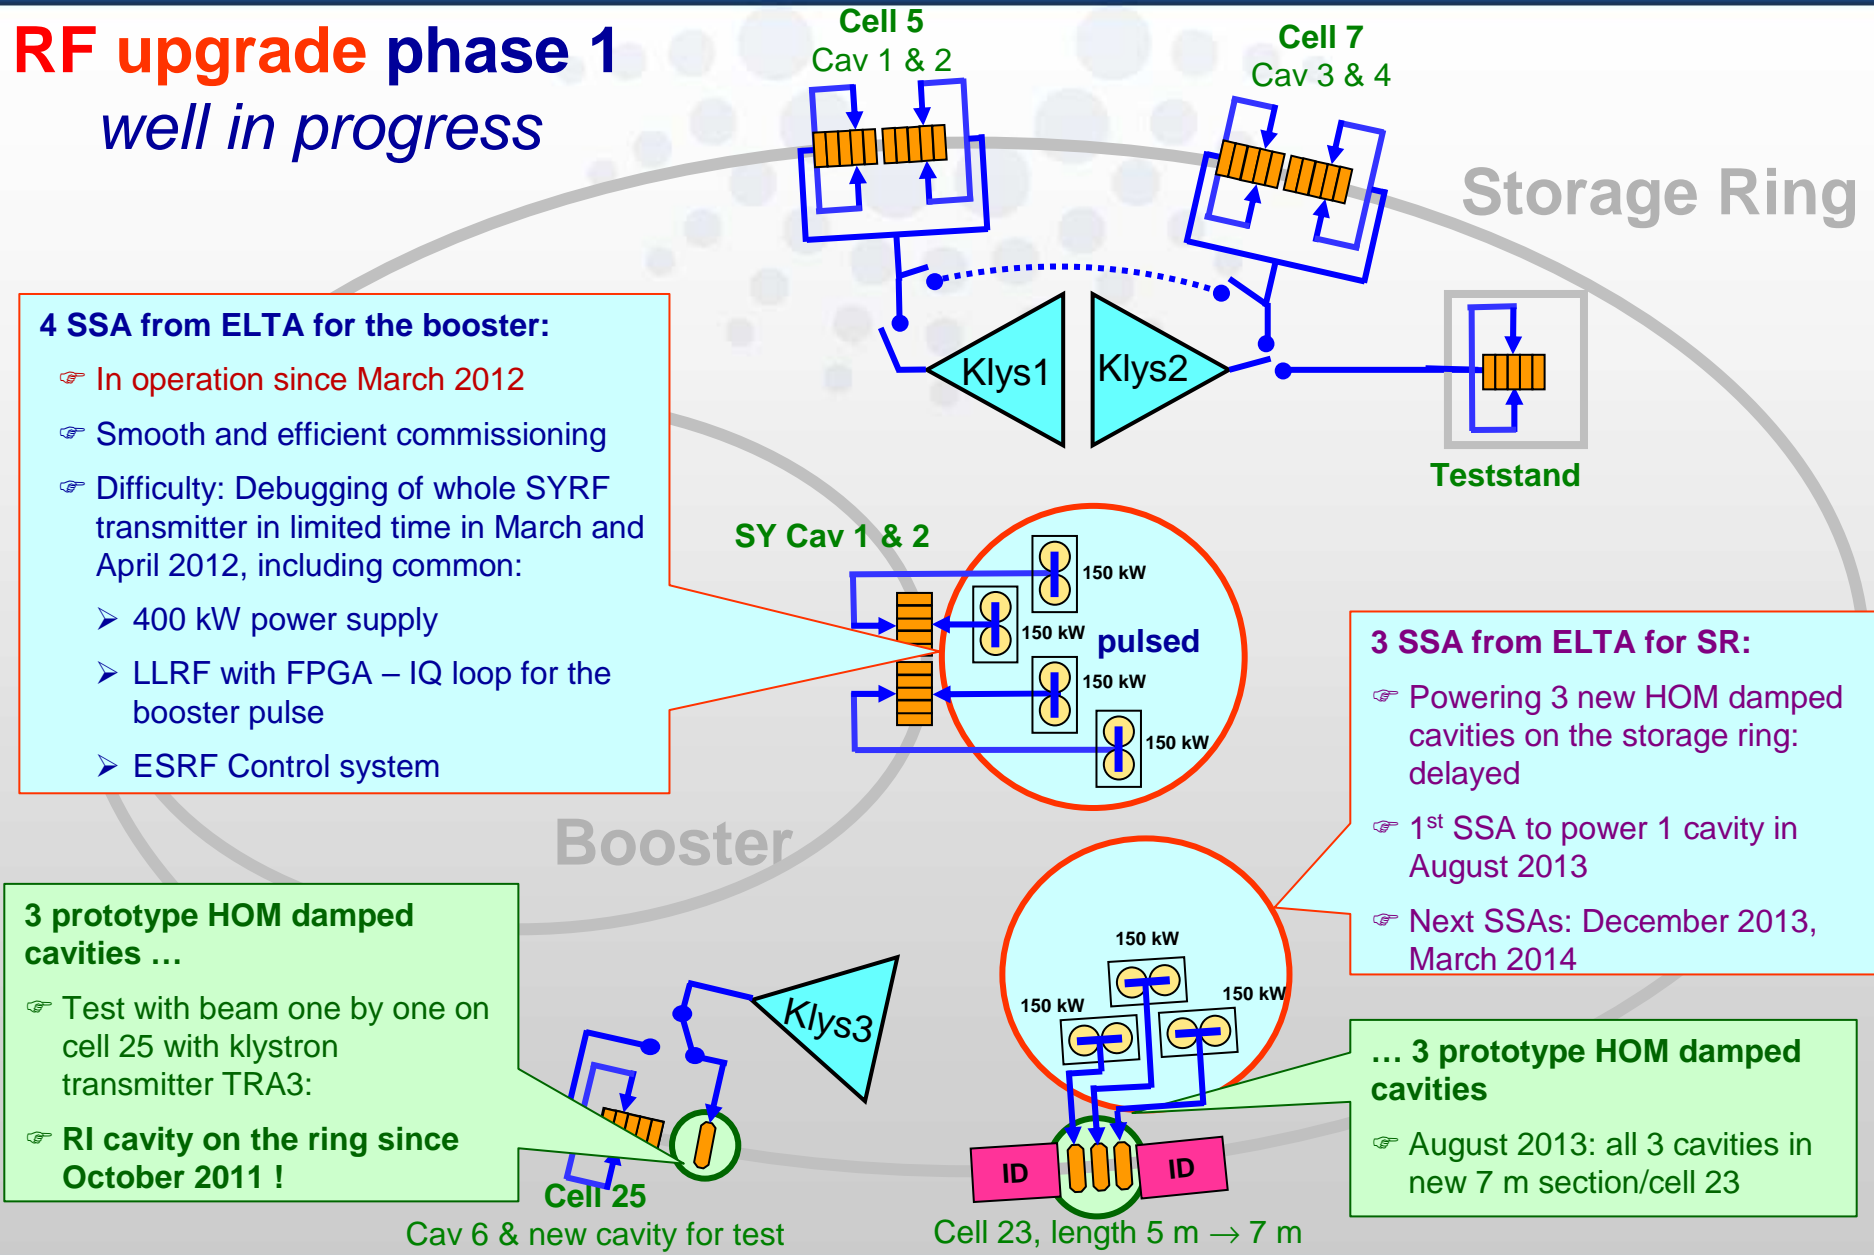 RF upgrade phase 1
well in progress
Cell 5
Cav 1 & 2
Cell 7
Cav 3 & 4
Storage Ring
4 SSA from ELTA for the booster:
☞ In operation since March 2012
☞ Smooth and efficient commissioning
☞ Difficulty: Debugging of whole SYRF
transmitter in limited time in March and
April 2012, including common:
➢ 400 kW power supply
➢ LLRF with FPGA – IQ loop for the
booster pulse
➢ ESRF Control system
Klys1
Klys2
Teststand
SY Cav 1 & 2
150 kW
150 kW
pulsed
150 kW
150 kW
3 SSA from ELTA for SR:
☞ Powering 3 new HOM damped
cavities on the storage ring:
delayed
☞ 1st SSA to power 1 cavity in
August 2013
☞ Next SSAs: December 2013,
March 2014
Booster
3 prototype HOM damped
cavities …
☞ Test with beam one by one on
cell 25 with klystron
transmitter TRA3:
☞ RI cavity on the ring since
October 2011 !
Klys3
150 kW
150 kW
150 kW
… 3 prototype HOM damped
cavities
☞ August 2013: all 3 cavities in
new 7 m section/cell 23
ID
ID
Cell 25
Cav 6 & new cavity for test
Cell 23, length 5 m → 7 m